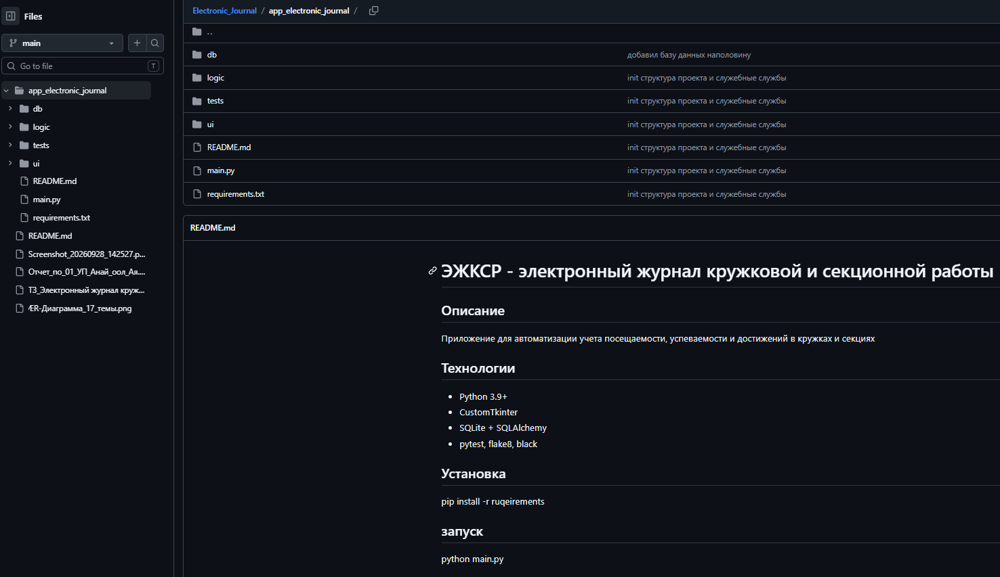 Files
main
Go to file
T
app_electronic_journal
db
logic
tests
ui
README.md
main.py
requirements.txt
README.md
Screenshot_20260928_142527.p...
Отчет_по_01_УП_Анай_оол_Ая....
ТЗ_Электронный журнал круж...
ER-Диаграмма_17_темы.png
Electronic_Journal / app_electronic_journal /
..
db добавил базу данных наполовину
logic init структура проекта и служебные службы
tests init структура проекта и служебные службы
ui init структура проекта и служебные службы
README.md init структура проекта и служебные службы
main.py init структура проекта и служебные службы
requirements.txt init структура проекта и служебные службы
README.md
ЭЖКСР - электронный журнал кружковой и секционной работы
Описание
Приложение для автоматизации учета посещаемости, успеваемости и достижений в кружках и секциях
Технологии
Python 3.9+
CustomTkinter
SQLite + SQLAlchemy
pytest, flake8, black
Установка
pip install -r ruqeirements
запуск
python main.py